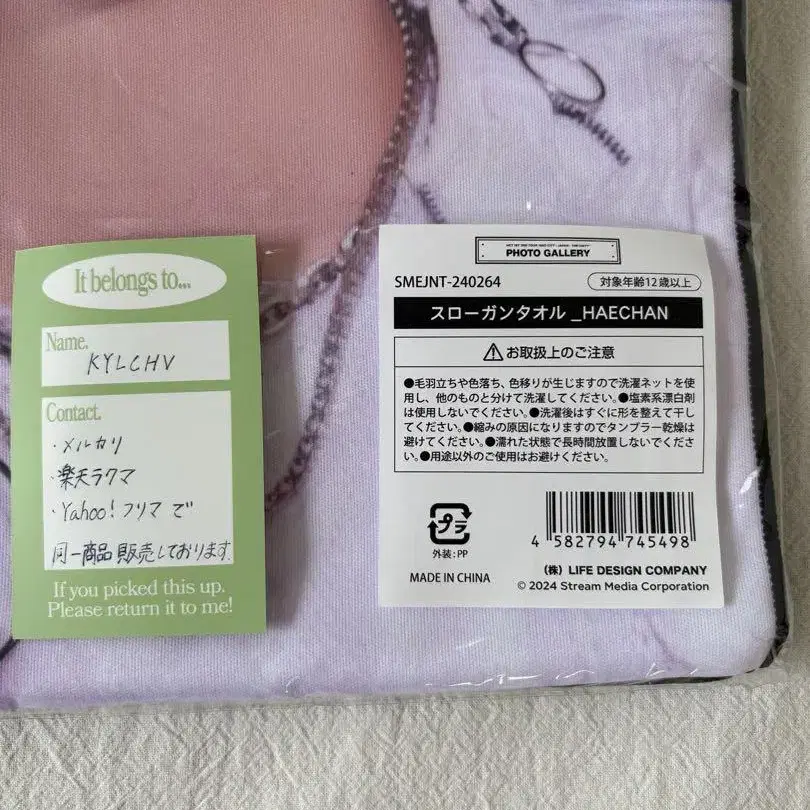 It belongs to...
Name.
KYLCHV
Contact.
・メルカリ
・楽天ラクマ
・Yahoo!フリマ で
同一商品販売しております
If you picked this up.
Please return it to me!
PHOTO GALLERY
SMEJNT-240264
対象年齢12歳以上
スローガンタオル _HAECHAN
お取扱上のご注意
●毛羽立ちや色落ち、色移りが生じますので洗濯ネットを使
用し、他のものと分けて洗濯してください。●塩素系漂白剤
は使用しないでください。●洗濯後はすぐに形を整えて干し
てください。●縮みの原因になりますのでタンブラー乾燥は
避けてください。●濡れた状態で長時間放置しないでくださ
い。●用途以外のご使用はお避けください。
プラ
外装:PP
MADE IN CHINA
4 582794 745498
(株) LIFE DESIGN COMPANY
© 2024 Stream Media Corporation